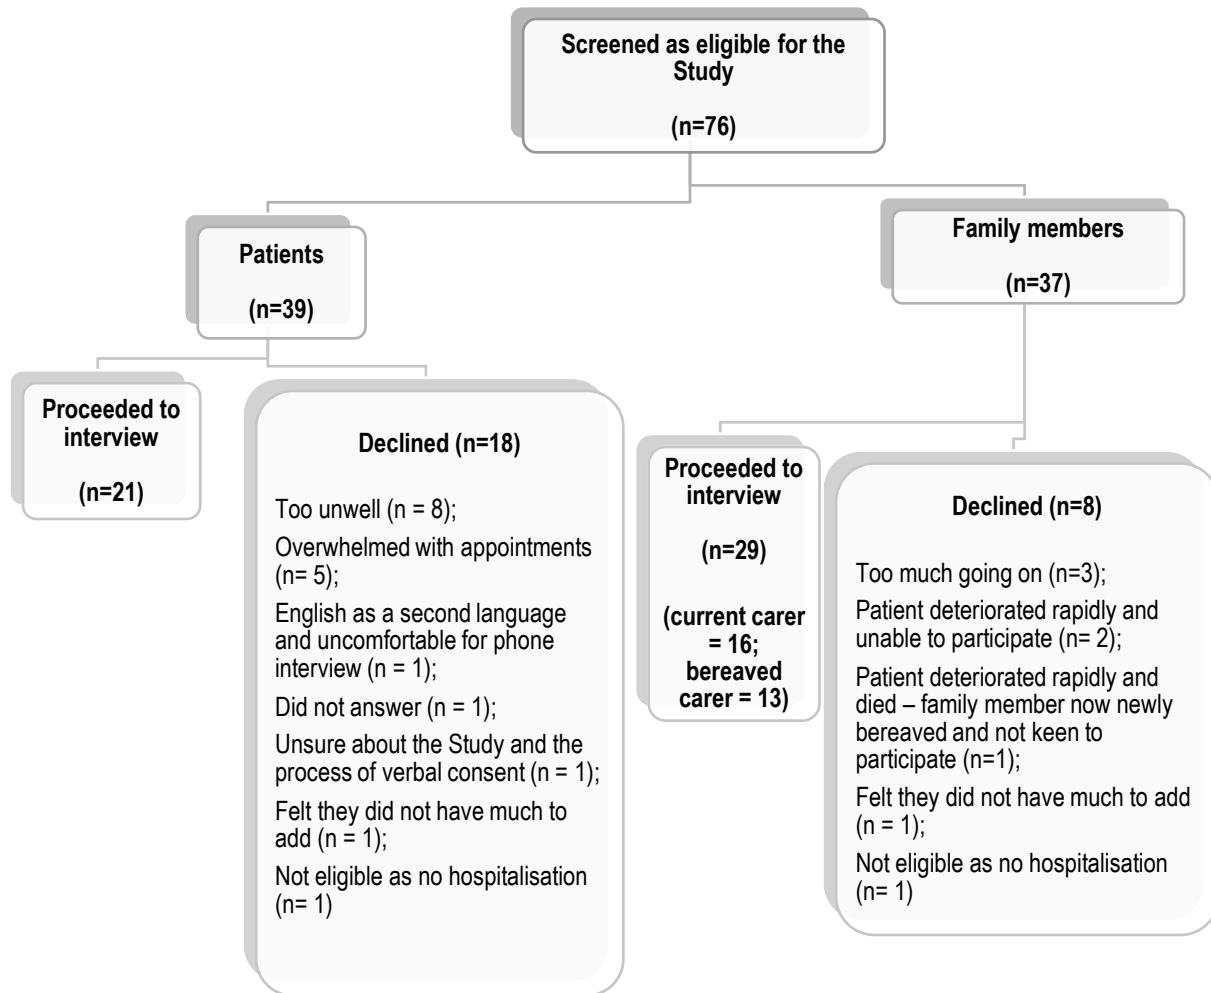 Screened as eligible for the
Study
(n=76)
Patients
(n=39)
Family members
(n=37)
Proceeded to
interview
(n=21)
Declined (n=18)
Too unwell (n = 8);
Overwhelmed with appointments
(n= 5);
English as a second language
and uncomfortable for phone
interview (n = 1);
Did not answer (n = 1);
Unsure about the Study and the
process of verbal consent (n = 1);
Felt they did not have much to
add (n = 1);
Not eligible as no hospitalisation
(n= 1)
Proceeded to
interview
(n=29)
(current carer
= 16;
bereaved
carer = 13)
Declined (n=8)
Too much going on (n=3);
Patient deteriorated rapidly and
unable to participate (n= 2);
Patient deteriorated rapidly and
died – family member now newly
bereaved and not keen to
participate (n=1);
Felt they did not have much to add
(n = 1);
Not eligible as no hospitalisation
(n= 1)